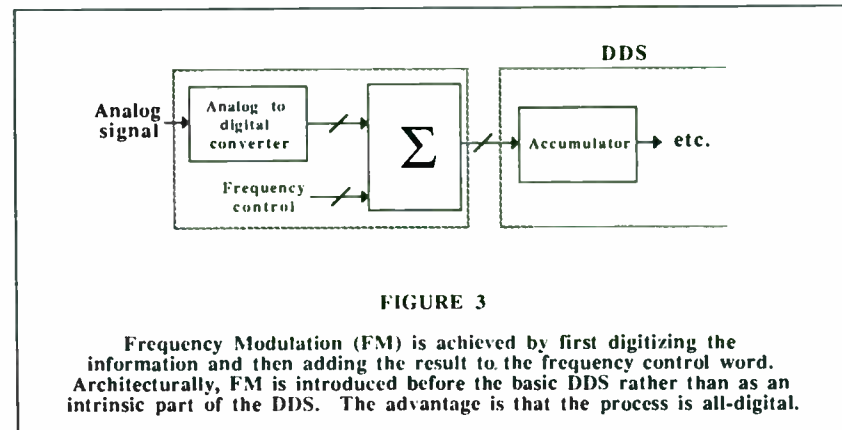 DDS
Analog
signal
Analog to
digital
converter
Σ
Frequency
control
Accumulator
etc.
FIGURE 3
Frequency Modulation (FM) is achieved by first digitizing the
information and then adding the result to the frequency control word.
Architecturally, FM is introduced before the basic DDS rather than as an
intrinsic part of the DDS. The advantage is that the process is all-digital.